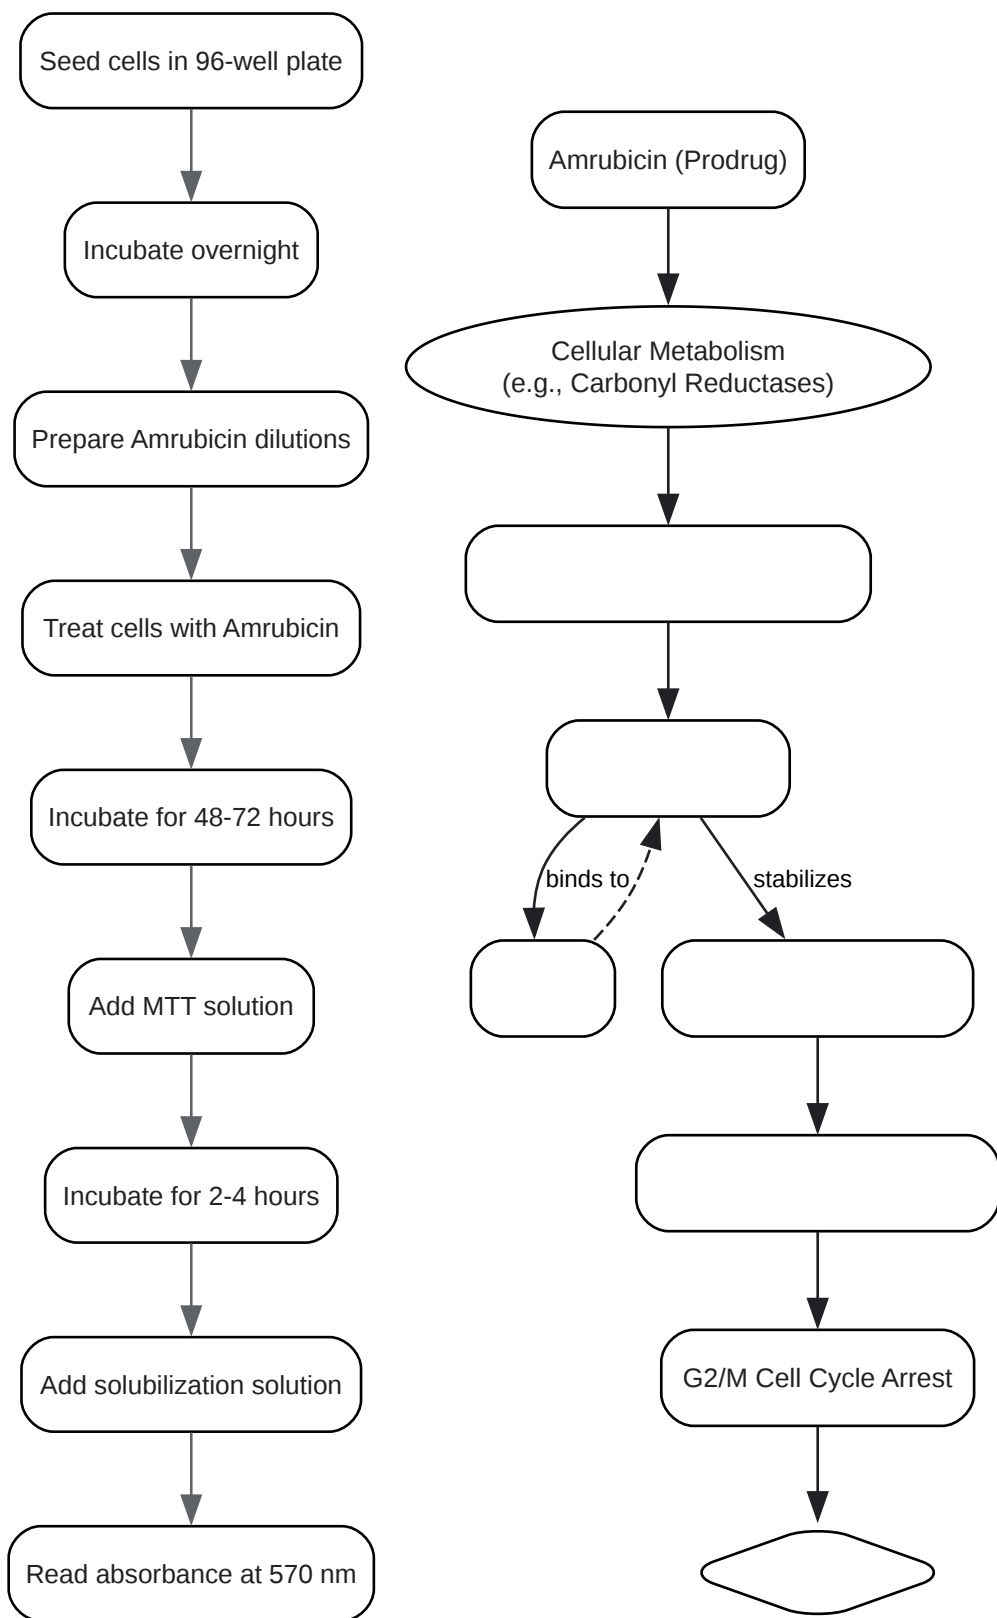 Seed cells in 96-well plate
Incubate overnight
Prepare Amrubicin dilutions
Treat cells with Amrubicin
Incubate for 48-72 hours
Add MTT solution
Incubate for 2-4 hours
Add solubilization solution
Read absorbance at 570 nm
Amrubicin (Prodrug)
Cellular Metabolism
(e.g., Carbonyl Reductases)
binds to
stabilizes
G2/M Cell Cycle Arrest